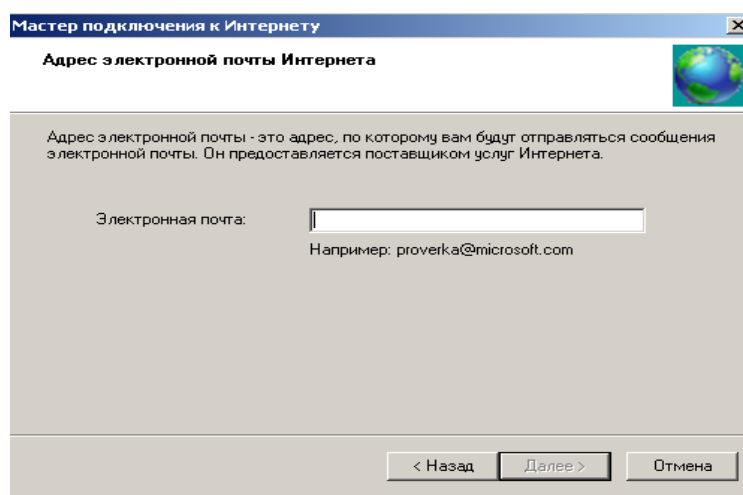 Мастер подключения к Интернету
Адрес электронной почты Интернета
Адрес электронной почты - это адрес, по которому вам будут отправляться сообщения
электронной почты. Он предоставляется поставщиком услуг Интернета.
Электронная почта:
Например: proverka@microsoft.com
< Назад Далее > Отмена